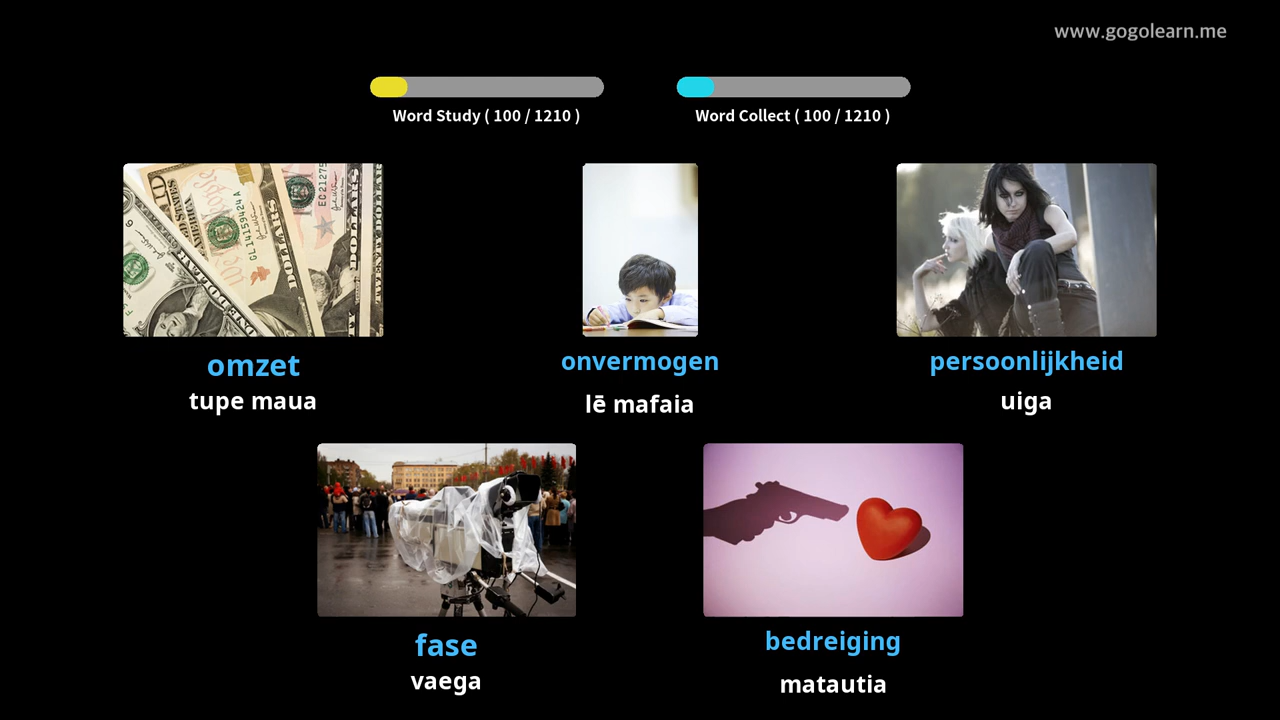 www.gogolearn.me
Word Study ( 100 / 1210 )
Word Collect ( 100 / 1210 )
omzet
tupe maua
onvermogen
lē mafaia
persoonlijkheid
uiga
fase
vaega
bedreiging
matautia